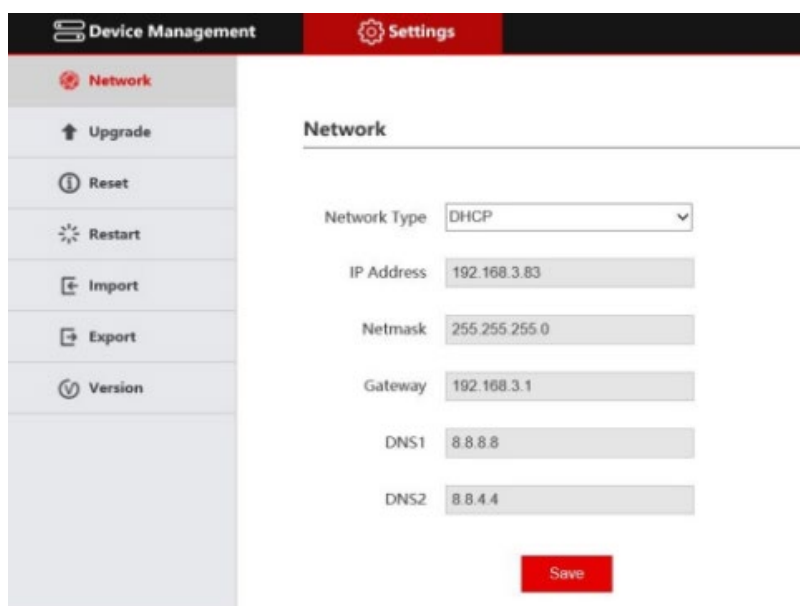 Device Management
Settings
Network
Upgrade
Reset
Restart
Import
Export
Version
Network
Network Type DHCP
IP Address 192.168.3.83
Netmask 255.255.255.0
Gateway 192.168.3.1
DNS1 8.8.8.8
DNS2 8.8.4.4
Save